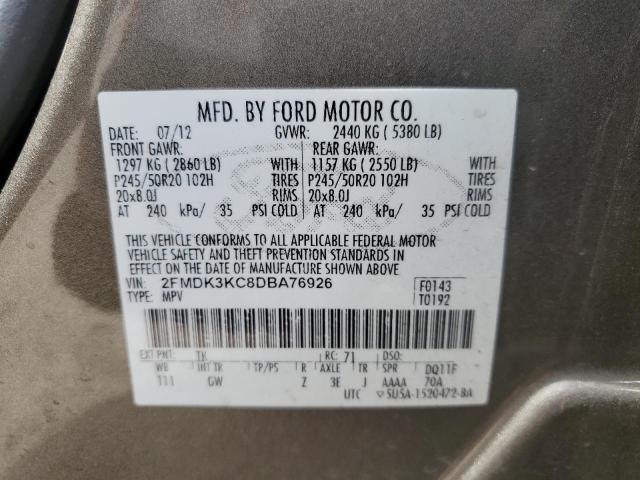 MFD. BY FORD MOTOR CO.
DATE: 07/12 GVWR: 2440 KG ( 5380 LB)
FRONT GAWR: REAR GAWR:
1297 KG ( 2860 LB) WITH 1157 KG ( 2550 LB) WITH
P245/50R20 102H TIRES P245/50R20 102H TIRES
20x8.0J RIMS 20x8.0J RIMS
AT 240 kPa/ 35 PSI COLD AT 240 kPa/ 35 PSI COLD
THIS VEHICLE CONFORMS TO ALL APPLICABLE FEDERAL MOTOR
VEHICLE SAFETY AND THEFT PREVENTION STANDARDS IN
EFFECT ON THE DATE OF MANUFACTURE SHOWN ABOVE.
VIN: 2FMDK3KC8DBA76926 F0143
TYPE: MPV T0192
EXT PNT: TK RC: 71 DSO:
WB INT TR TP/PS R AXLE TR SPR DQ11F
T11 GW Z 3E J AAAA 70A
UTC 5U5A-1520472-BA